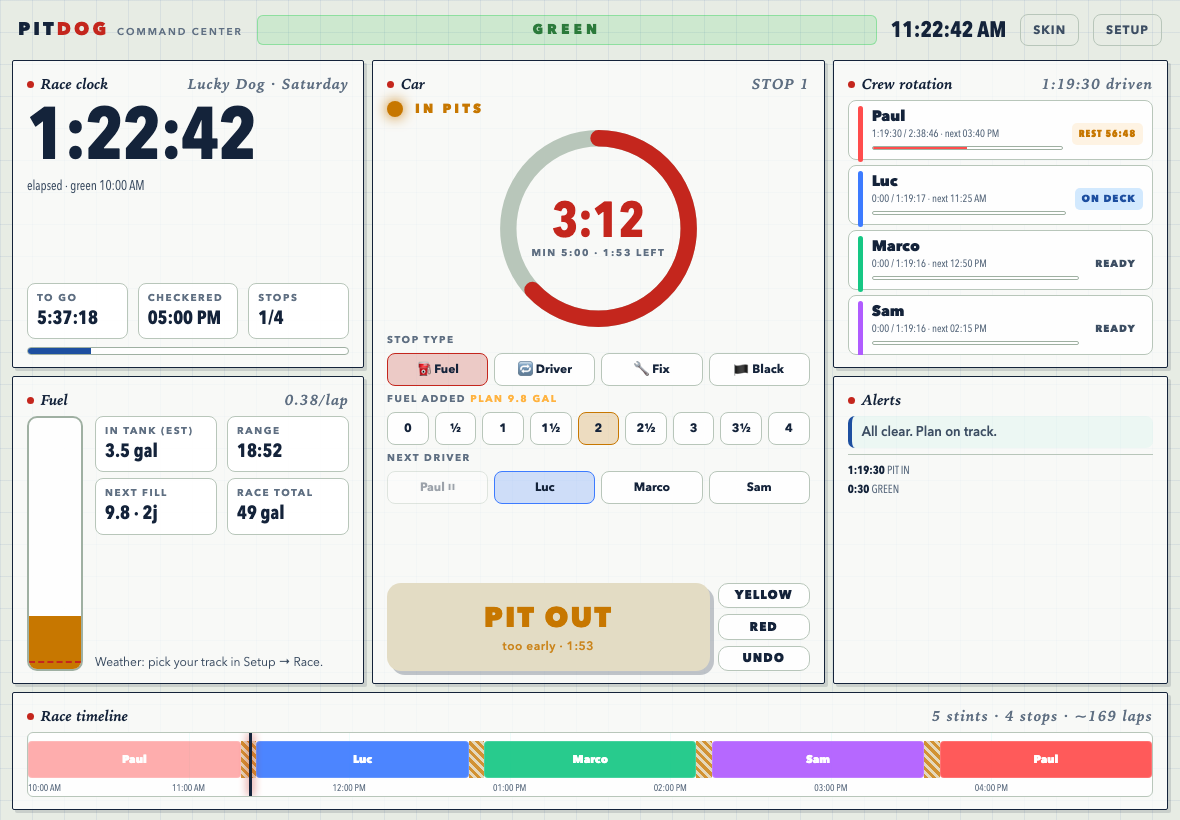 PITDOG COMMAND CENTER
GREEN
11:22:42 AM
SKIN
SETUP
Race clock
Lucky Dog · Saturday
1:22:42
elapsed · green 10:00 AM
TO GO
5:37:18
CHECKERED
05:00 PM
STOPS
1/4
Car
STOP 1
IN PITS
3:12
MIN 5:00 · 1:53 LEFT
STOP TYPE
Fuel
Driver
Fix
Black
FUEL ADDED PLAN 9.8 GAL
0
½
1
1½
2
2½
3
3½
4
NEXT DRIVER
Paul
Luc
Marco
Sam
PIT OUT
too early · 1:53
YELLOW
RED
UNDO
Crew rotation
1:19:30 driven
Paul
1:19:30 / 2:38:46 · next 03:40 PM
REST 56:48
Luc
0:00 / 1:19:17 · next 11:25 AM
ON DECK
Marco
0:00 / 1:19:16 · next 12:50 PM
READY
Sam
0:00 / 1:19:16 · next 02:15 PM
READY
Fuel
0.38/lap
IN TANK (EST)
3.5 gal
RANGE
18:52
NEXT FILL
9.8 · 2j
RACE TOTAL
49 gal
Weather: pick your track in Setup → Race.
Alerts
All clear. Plan on track.
1:19:30 PIT IN
0:30 GREEN
Race timeline
5 stints · 4 stops · ~169 laps
Paul
Luc
Marco
Sam
Paul
10:00 AM
11:00 AM
12:00 PM
01:00 PM
02:00 PM
03:00 PM
04:00 PM